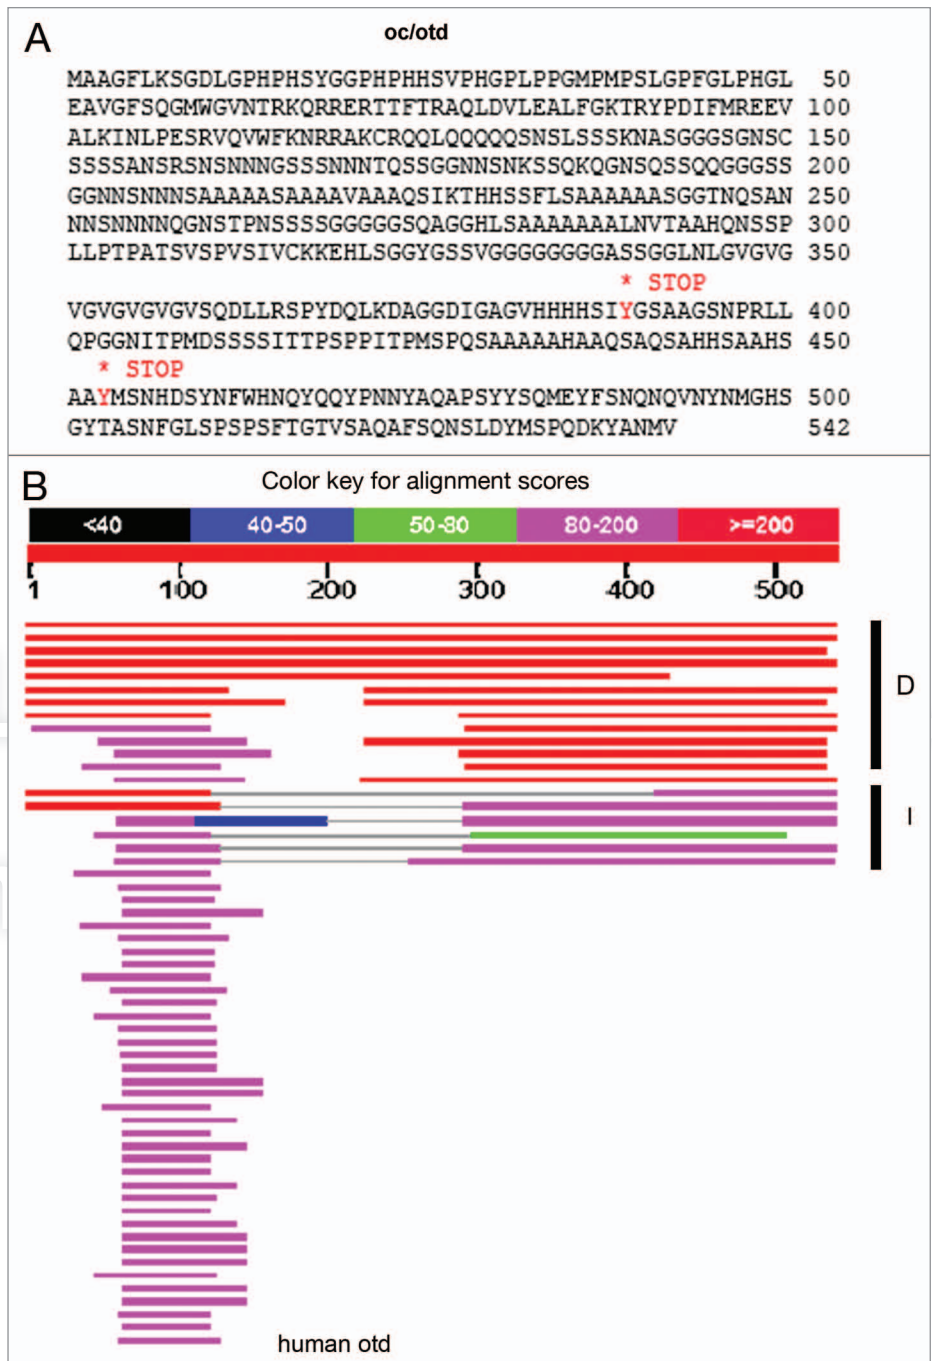 A
oc/otd
MAAGFLKSGDLGPHPHSYGGPHPHHSVPHGPLPPGMPMPSLGPFGLPHGL 50
EAVGFSQGMWGVNTRKQRRERTTFTRAQLDVLEALFGKTRYPDIFMREEV 100
ALKINLPESRVQVWFKNRRAKCRQQLQQQQQSNSLSSSKNASGGGSGNSC 150
SSSSANSRSNSNNNGSSSNNNTQSSGGNNSNKSSQKQGNSQSSQQGGGSS 200
GGNNSNNNSAAAAASAAAAVAAAQSIKTHHSSFLSAAAAAASGGTNQSAN 250
NNSNNNNQGNSTPNSSSSGGGGGSQAGGHLSAAAAAAALNVTAAHQNSSP 300
LLPTPATSVSPVSIVCKKEHLSGGYGSSVGGGGGGGGASSGGLNLGVGVG 350
* STOP
VGVGVGVGVSQDLLRSPYDQLKDAGGDIGAGVHHHHSIYGSAAGSNPRLL 400
QPGGNITPMDSSSSITTPSPPITPMSPQSAAAAAHAAQSAQSAHHSAAHS 450
* STOP
AAYMSNHDSYNFWHNQYQQYPNNYAQAPSYYSQMEYFSNQNQVNYNMGHS 500
GYTASNFGLSPSPSFTGTVSAQAFSQNSLDYMSPQDKYANMV 542
B
Color key for alignment scores
<40 40-50 50-80 80-200 >=200
1 100 200 300 400 500
D
I
human otd